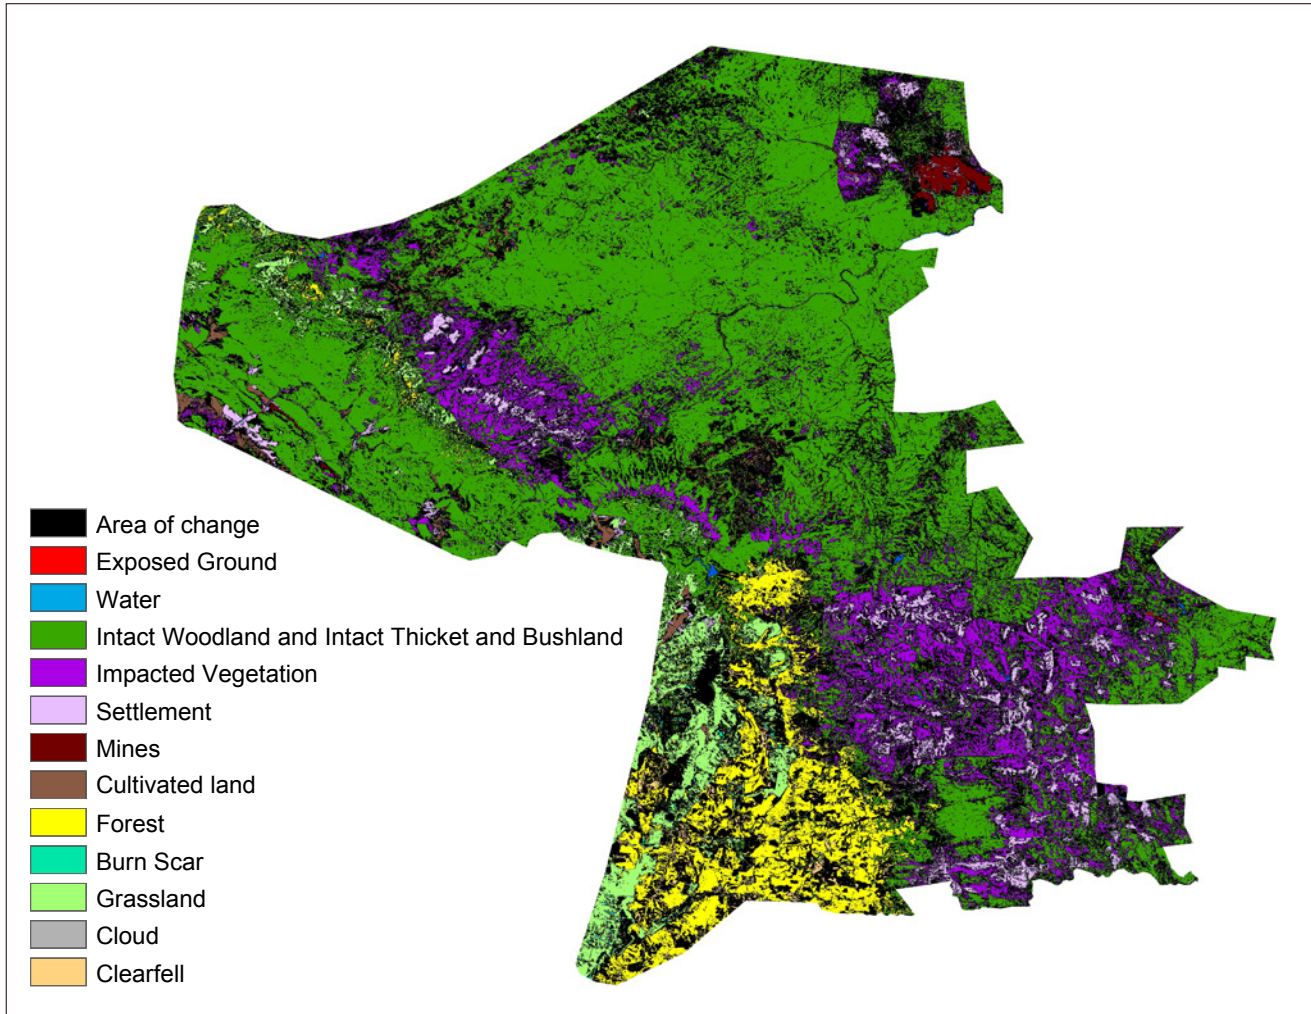 Area of change
Exposed Ground
Water
Intact Woodland and Intact Thicket and Bushland
Impacted Vegetation
Settlement
Mines
Cultivated land
Forest
Burn Scar
Grassland
Cloud
Clearfell